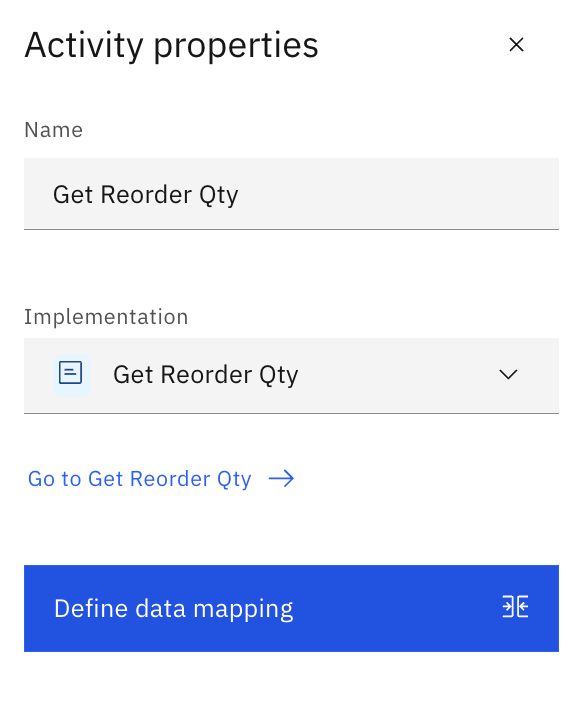 Activity properties
Name
Get Reorder Qty
Implementation
Get Reorder Qty
Go to Get Reorder Qty
Define data mapping